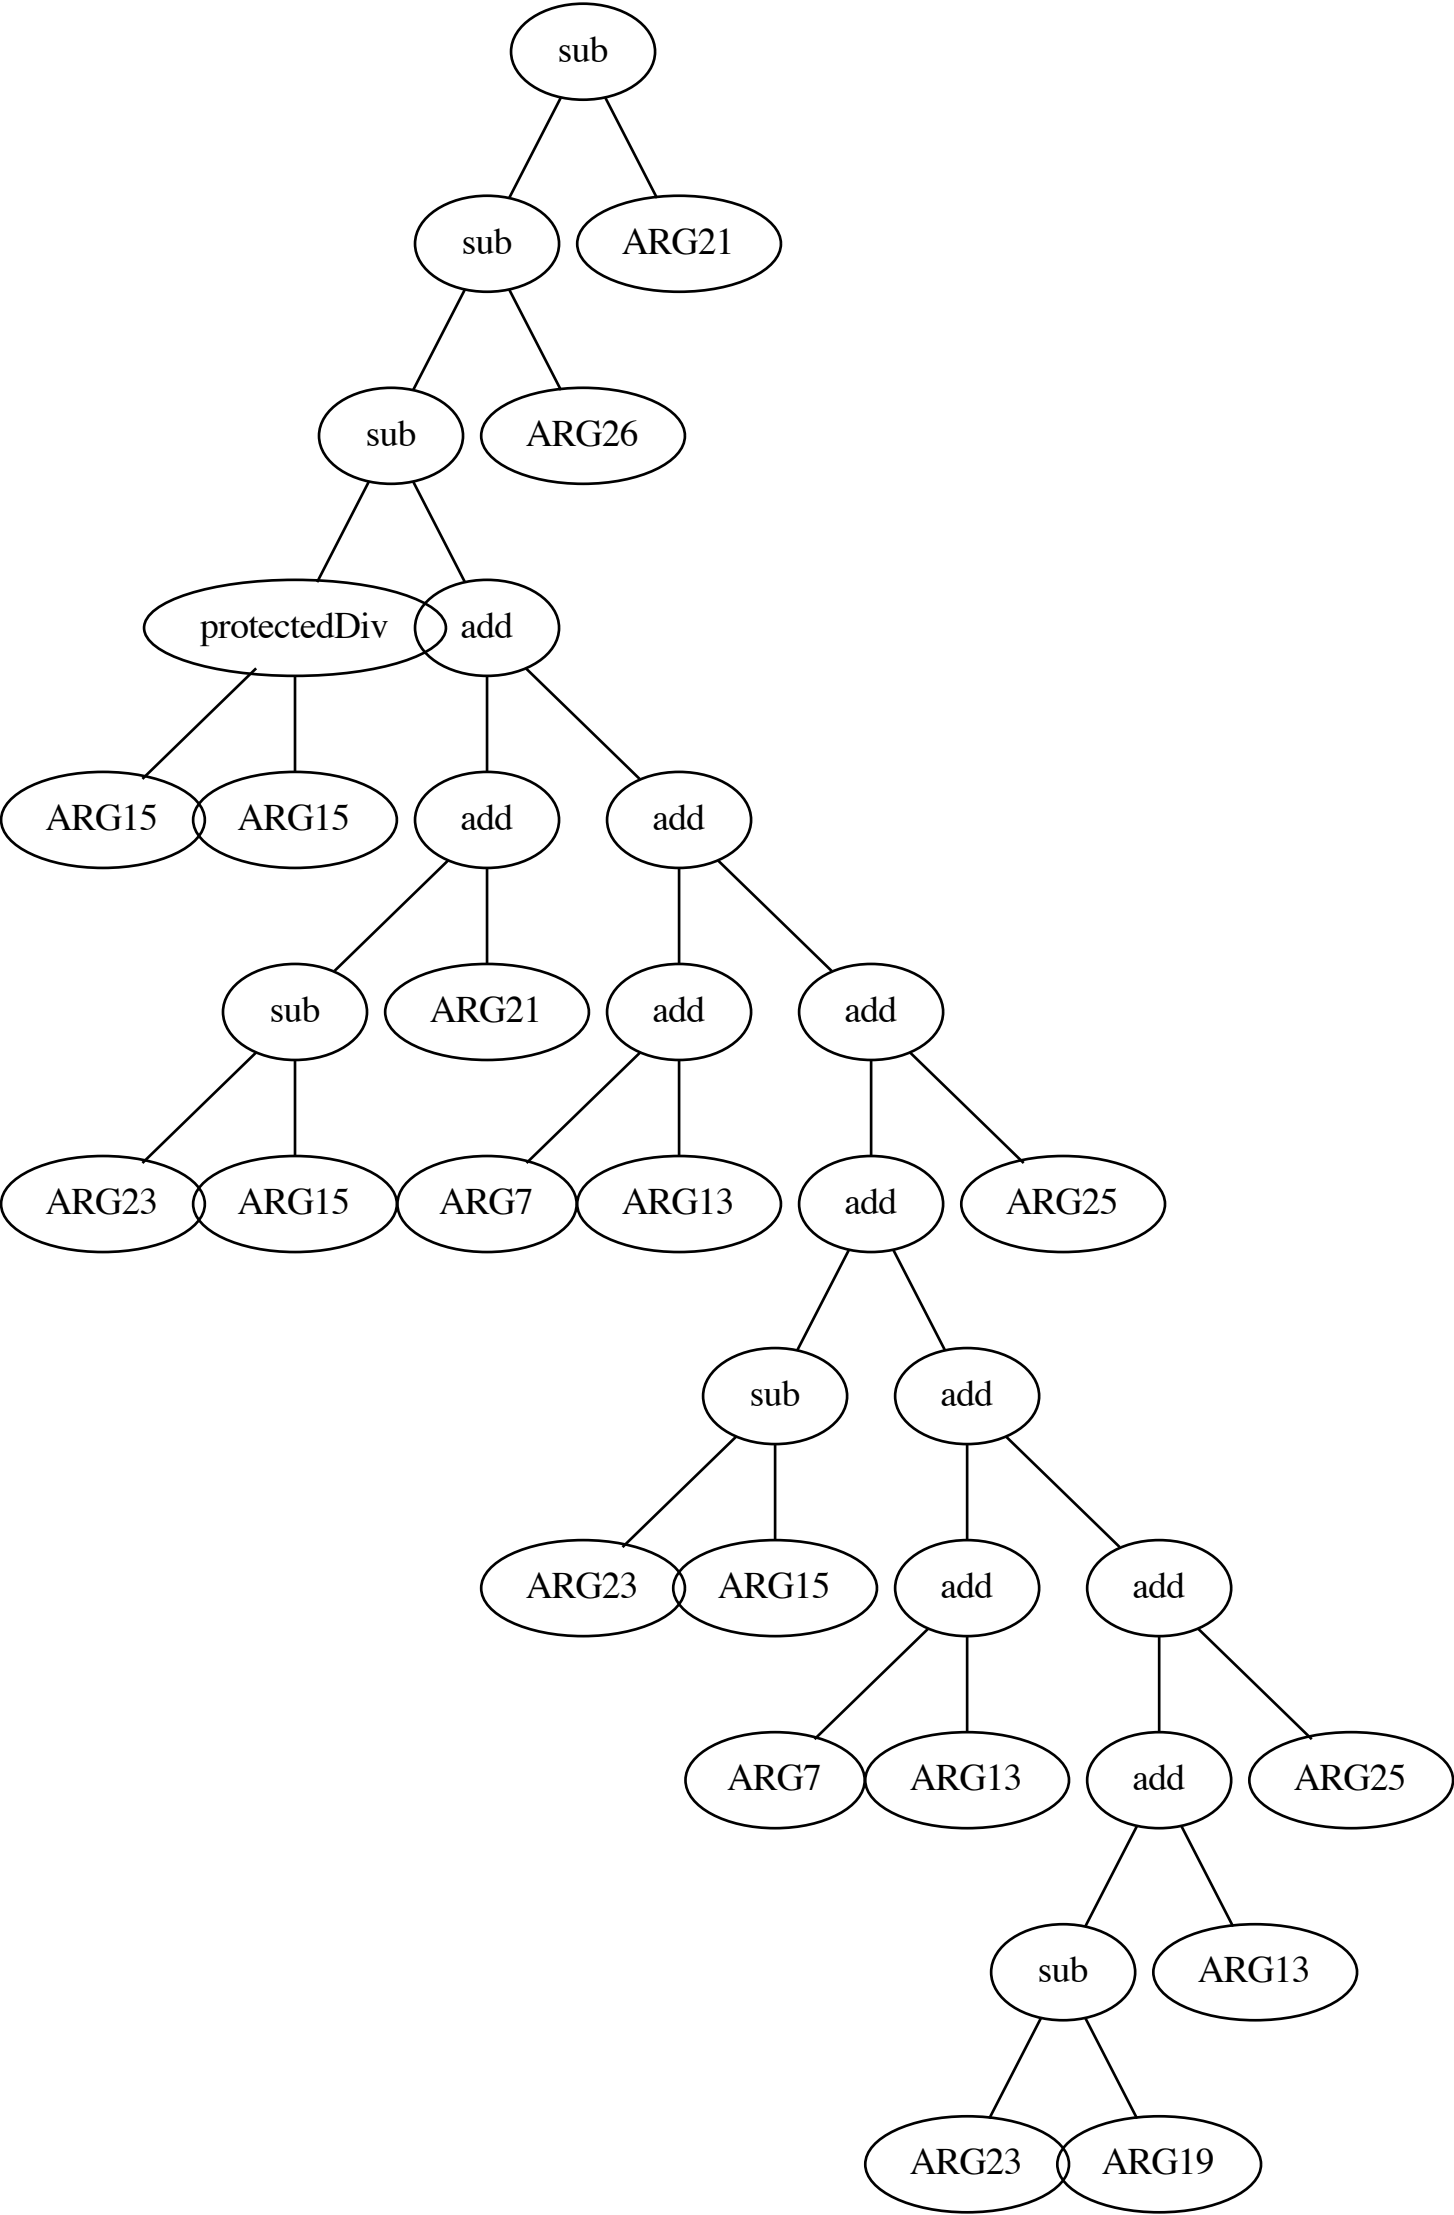 sub
sub ARG21
sub ARG26
protectedDiv add
ARG15 ARG15 add add
sub ARG21 add add
ARG23 ARG15 ARG7 ARG13 add ARG25
sub add
ARG23 ARG15 add add
ARG7 ARG13 add ARG25
sub ARG13
ARG23 ARG19